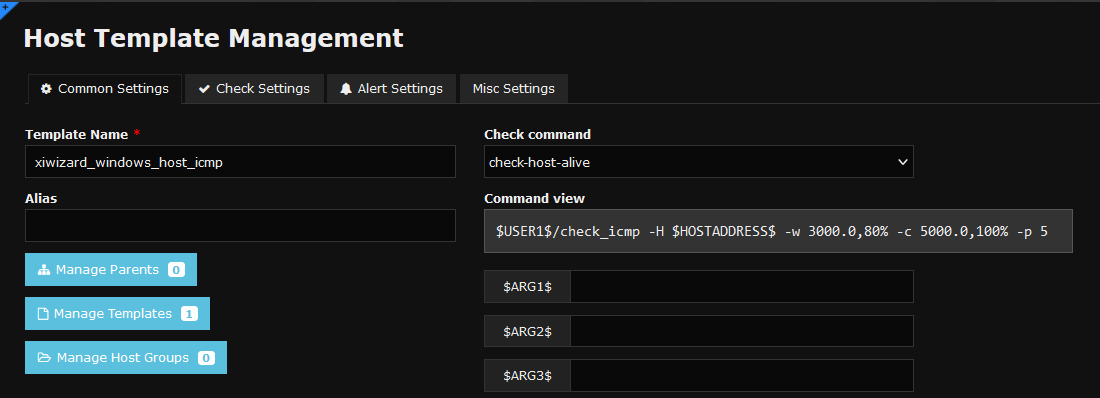 Host Template Management
Common Settings
Check Settings
Alert Settings
Misc Settings
Template Name *
xiwizard_windows_host_icmp
Alias
Manage Parents 0
Manage Templates 1
Manage Host Groups 0
Check command
check-host-alive
Command view
$USER1$/check_icmp -H $HOSTADDRESS$ -w 3000.0,80% -c 5000.0,100% -p 5
$ARG1$
$ARG2$
$ARG3$